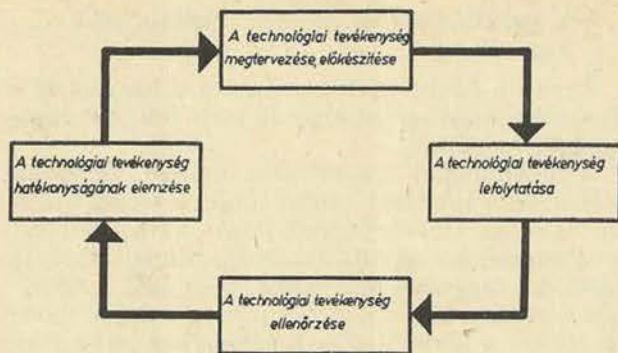 A technológiai tevékenység
megtervezése, előkészítése
A technológiai tevékenység
lefolytatása
A technológiai tevékenység
ellenőrzése
A technológiai tevékenység
hatékonyságának elemzése